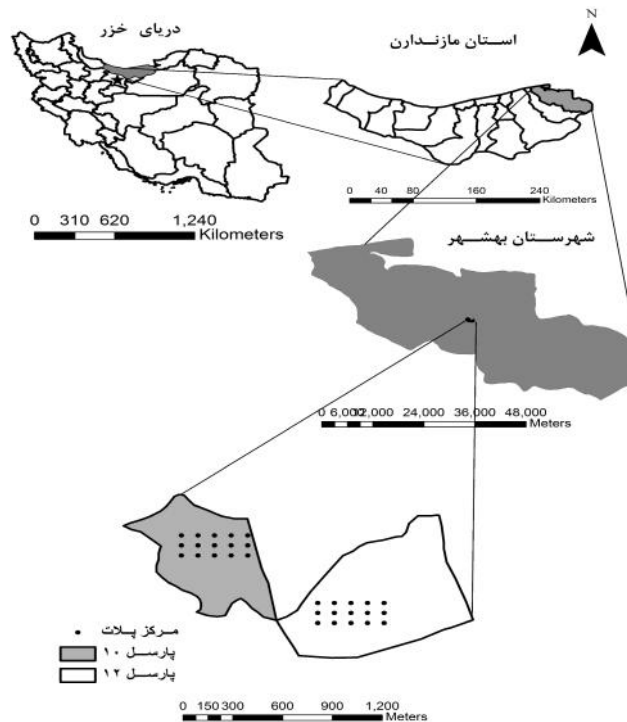 N
دریای خزر
استان مازندارن
0 40 80 160 240
Kilometers
0 310 620 1,240
Kilometers
شهرستان بهشهر
0 6,000 12,000 24,000 36,000 48,000
Meters
مرکز پلات
پارسل ۱۰
پارسل ۱۲
0 150 300 600 900 1,200
Meters